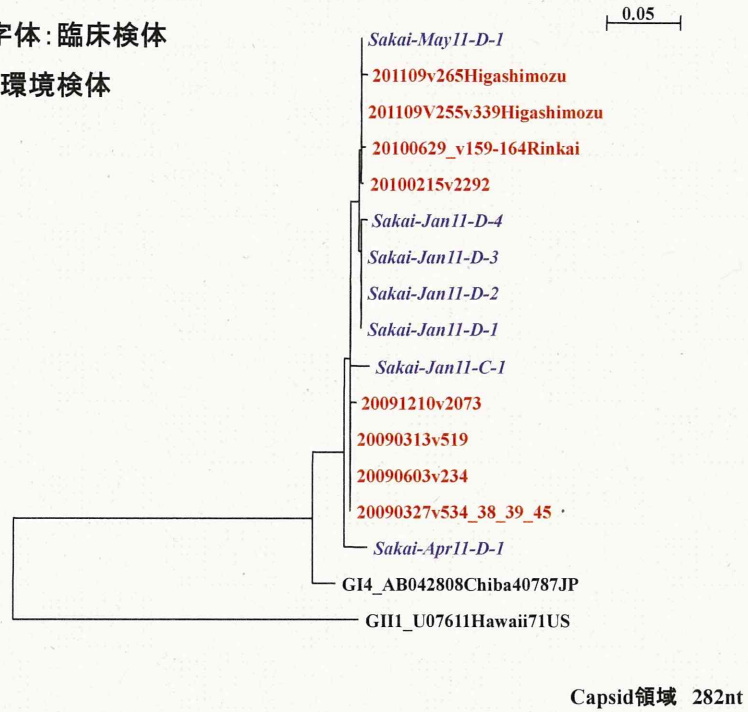 字体:臨床検体
環境検体
0.05
Sakai-May11-D-1
201109v265Higashimozu
201109V255v339Higashimozu
20100629_v159-164Rinkai
20100215v2292
Sakai-Jan11-D-4
Sakai-Jan11-D-3
Sakai-Jan11-D-2
Sakai-Jan11-D-1
Sakai-Jan11-C-1
20091210v2073
20090313v519
20090603v234
20090327v534_38_39_45
Sakai-Apr11-D-1
GI4_AB042808Chiba40787JP
GII1_U07611Hawaii71US
Capsid領域 282nt